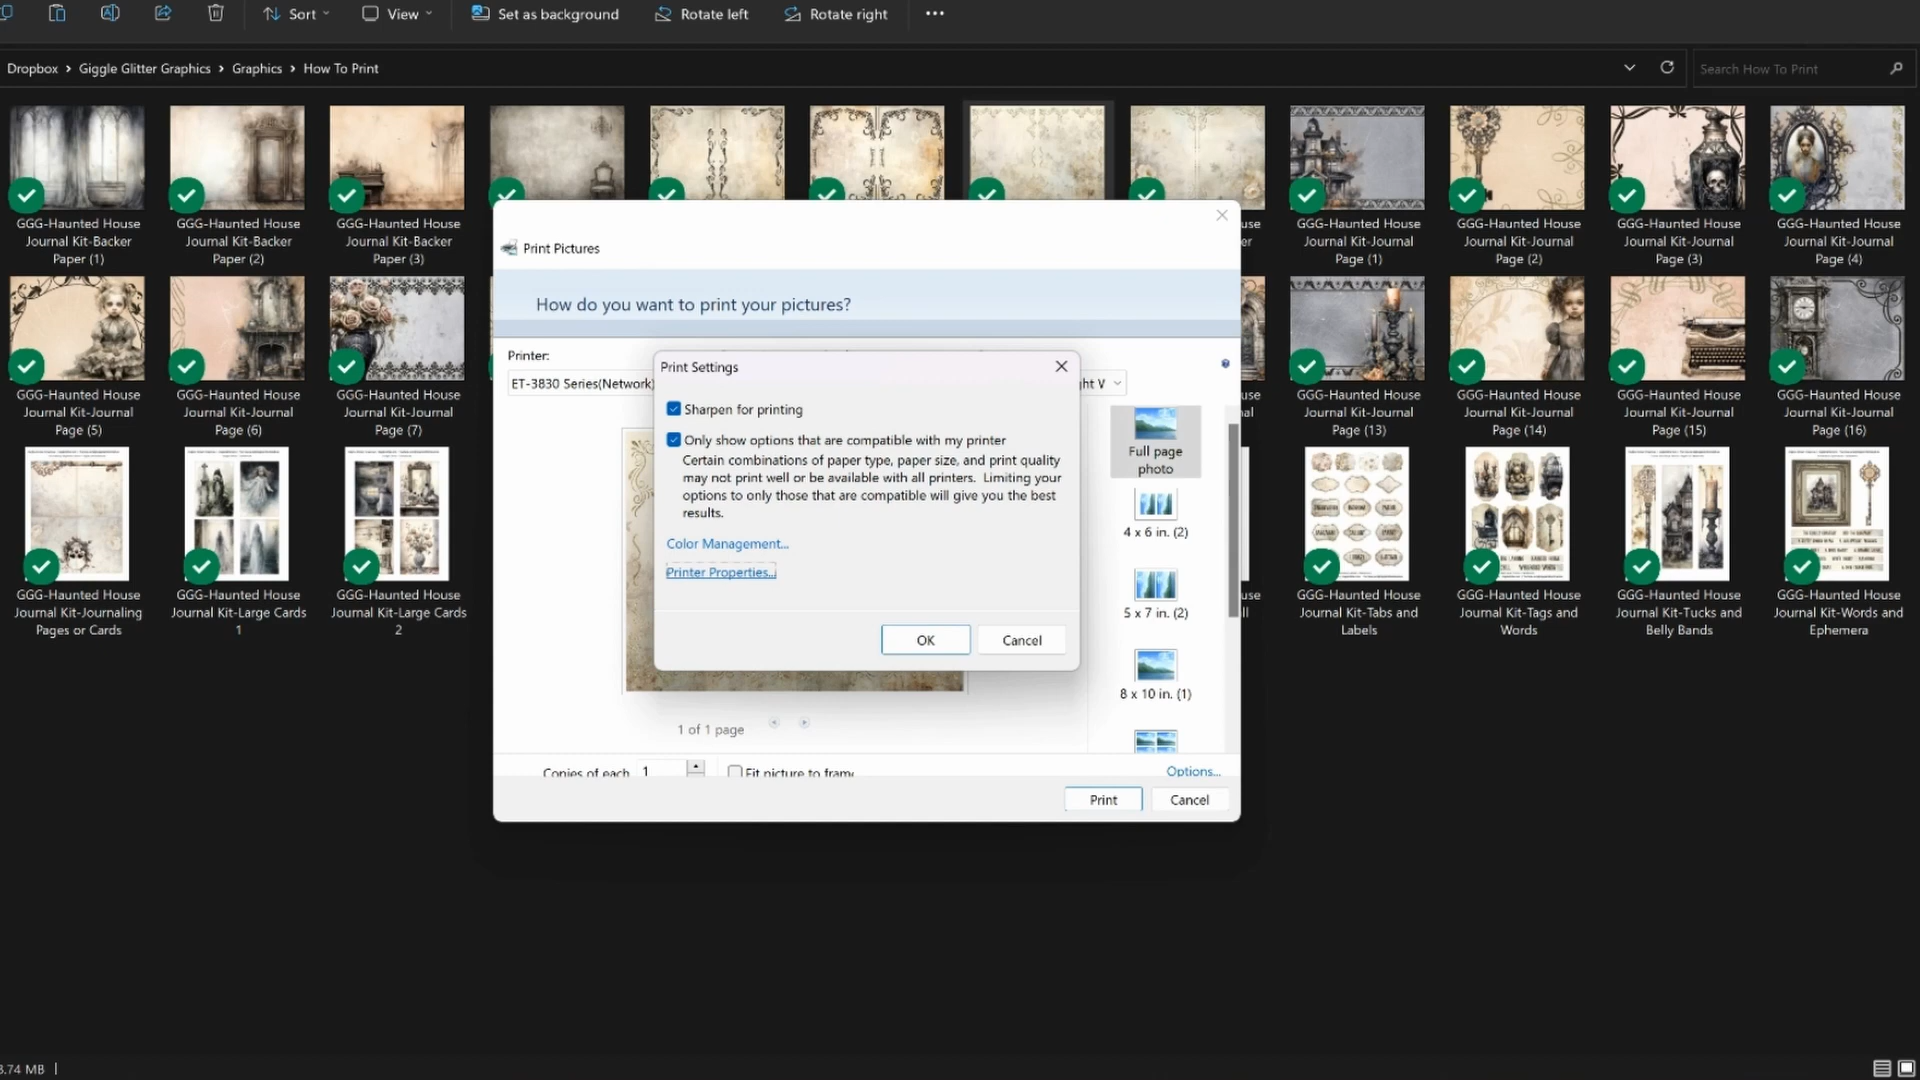 Sort
View
Set as background
Rotate left
Rotate right
Dropbox > Giggle Glitter Graphics > Graphics > How To Print
Search How To Print
GGG-Haunted House
Journal Kit-Backer
Paper (1)
GGG-Haunted House
Journal Kit-Backer
Paper (2)
GGG-Haunted House
Journal Kit-Backer
Paper (3)
GGG-Haunted House
Journal Kit-Journal
Page (1)
GGG-Haunted House
Journal Kit-Journal
Page (2)
GGG-Haunted House
Journal Kit-Journal
Page (3)
GGG-Haunted House
Journal Kit-Journal
Page (4)
Print Pictures
How do you want to print your pictures?
Printer:
ET-3830 Series(Network)
ght V
Print Settings
Sharpen for printing
Only show options that are compatible with my printer
Certain combinations of paper type, paper size, and print quality
may not print well or be available with all printers. Limiting your
options to only those that are compatible will give you the best
results.
Color Management...
Printer Properties...
OK
Cancel
Full page
photo
4 x 6 in. (2)
5 x 7 in. (2)
8 x 10 in. (1)
1 of 1 page
Copies of each
1
Fit picture to frame
Options...
Print
Cancel
GGG-Haunted House
Journal Kit-Journal
Page (5)
GGG-Haunted House
Journal Kit-Journal
Page (6)
GGG-Haunted House
Journal Kit-Journal
Page (7)
GGG-Haunted House
Journal Kit-Journal
Page (13)
GGG-Haunted House
Journal Kit-Journal
Page (14)
GGG-Haunted House
Journal Kit-Journal
Page (15)
GGG-Haunted House
Journal Kit-Journal
Page (16)
GGG-Haunted House
Journal Kit-Journaling
Pages or Cards
GGG-Haunted House
Journal Kit-Large Cards
1
GGG-Haunted House
Journal Kit-Large Cards
2
GGG-Haunted House
Journal Kit-Tabs and
Labels
GGG-Haunted House
Journal Kit-Tags and
Words
GGG-Haunted House
Journal Kit-Tucks and
Belly Bands
GGG-Haunted House
Journal Kit-Words and
Ephemera
3.74 MB